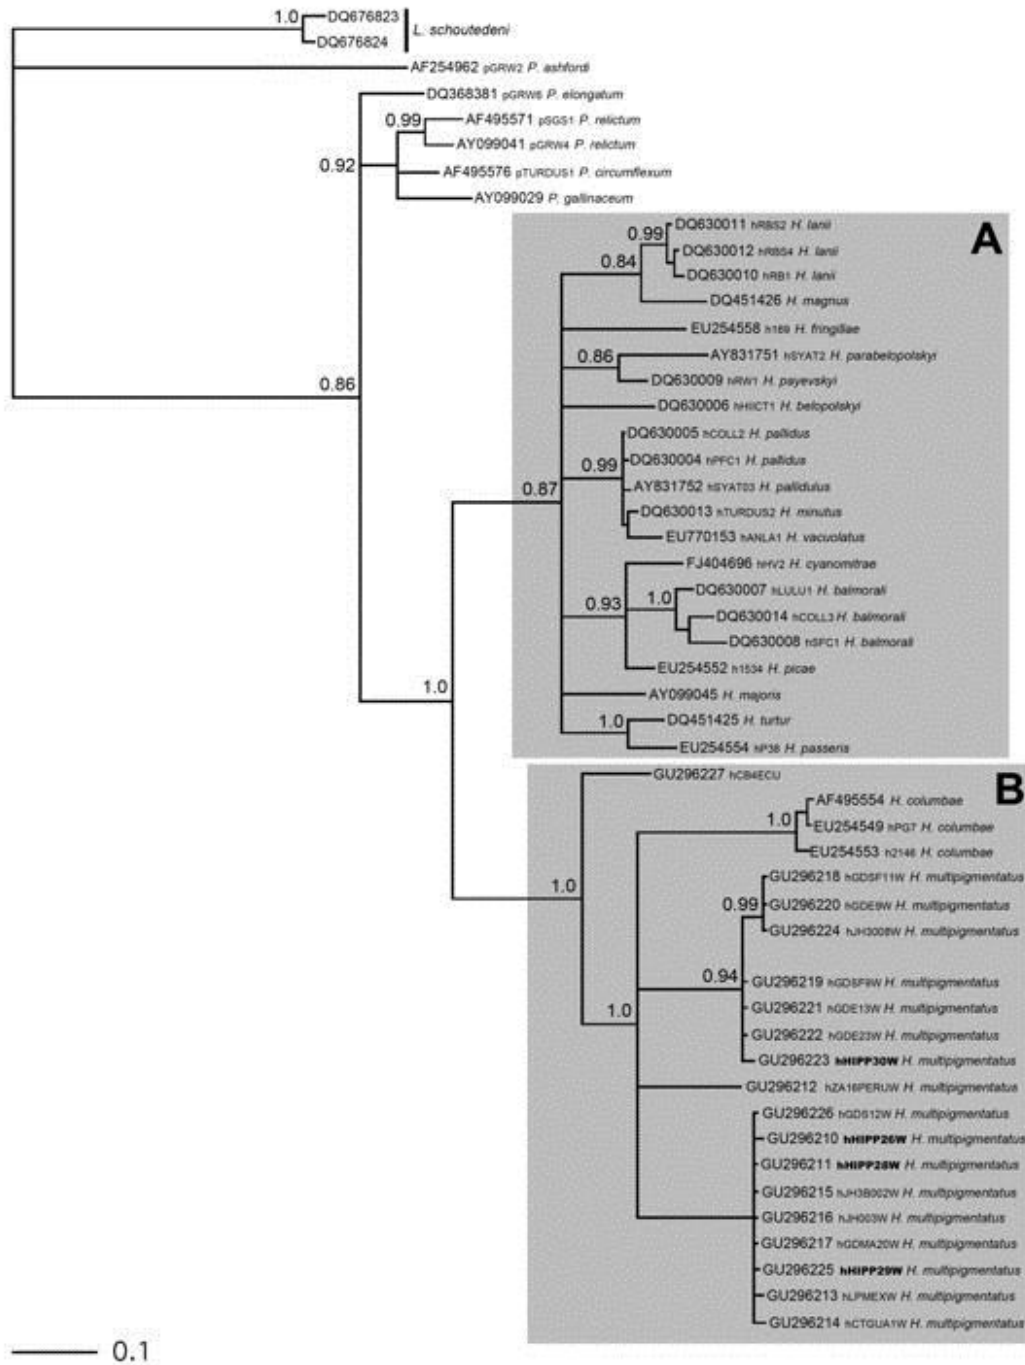 1.0
DQ676823
DQ676824
L. schoutedeni
AF254962 pGRW2 P. ashfordi
DQ368381 pGRW6 P. elongatum
0.99
AF495571 pSGS1 P. relictum
AY099041 pGRW4 P. relictum
0.92
AF495576 pTURDUS1 P. circumflexum
AY099029 P. gallinaceum
A
DQ630011 hRBS2 H. lanii
0.99
DQ630012 hRBS4 H. lanii
0.84
DQ630010 hRB1 H. lanii
DQ451426 H. magnus
EU254558 h169 H. fringillae
0.86
AY831751 hSYAT2 H. parabelopolskyi
DQ630009 hRW1 H. payevskyi
0.86
DQ630006 hHIICT1 H. belopolskyi
DQ630005 hCOLL2 H. pallidus
0.99
DQ630004 hPFC1 H. pallidus
AY831752 hSYAT03 H. pallidulus
0.87
DQ630013 hTURDUS2 H. minutus
EU770153 hANLA1 H. vacuolatus
FJ404696 hHV2 H. cyanomitrae
0.93
1.0
DQ630007 hLULU1 H. balmorali
DQ630014 hCOLL3 H. balmorali
DQ630008 hSFC1 H. balmorali
EU254552 h1534 H. picae
1.0
AY099045 H. majoris
1.0
DQ451425 H. turtur
EU254554 hP36 H. passeris
GU296227 hCB4ECU
B
AF495554 H. columbae
1.0
EU254549 hPG7 H. columbae
EU254553 h2146 H. columbae
1.0
GU296218 hGDSF11W H. multipigmentatus
0.99
GU296220 hGDE9W H. multipigmentatus
GU296224 hJH3008W H. multipigmentatus
0.94
GU296219 hGDSF9W H. multipigmentatus
1.0
GU296221 hGDE13W H. multipigmentatus
GU296222 hGDE23W H. multipigmentatus
GU296223 hHIPP30W H. multipigmentatus
GU296212 hZA16PERUW H. multipigmentatus
GU296226 hGDS12W H. multipigmentatus
GU296210 hHIPP26W H. multipigmentatus
GU296211 hHIPP28W H. multipigmentatus
GU296215 hJH3B002W H. multipigmentatus
GU296216 hJH003W H. multipigmentatus
GU296217 hGDMA20W H. multipigmentatus
GU296225 hHIPP29W H. multipigmentatus
GU296213 hLPMEXW H. multipigmentatus
GU296214 hCTGUA1W H. multipigmentatus
0.1